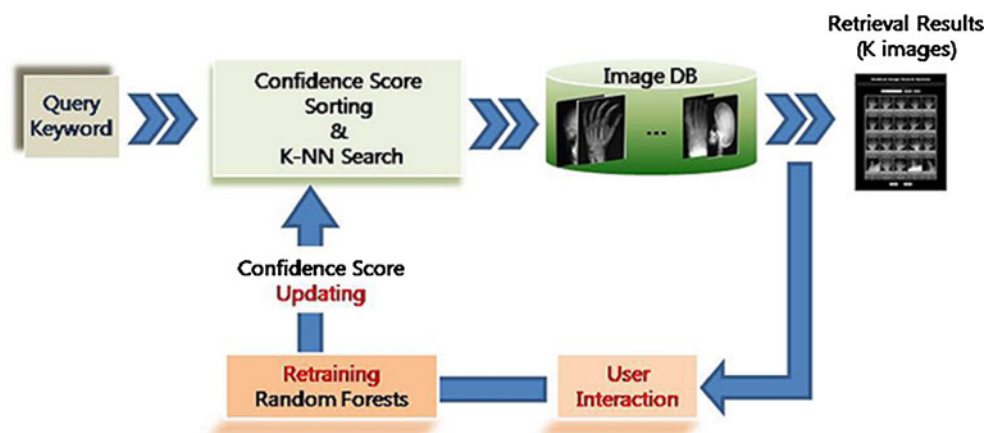 Retrieval Results
(K images)
Query
Keyword
Confidence Score
Sorting
&
K-NN Search
Image DB
...
Confidence Score
Updating
Retraining
Random Forests
User
Interaction